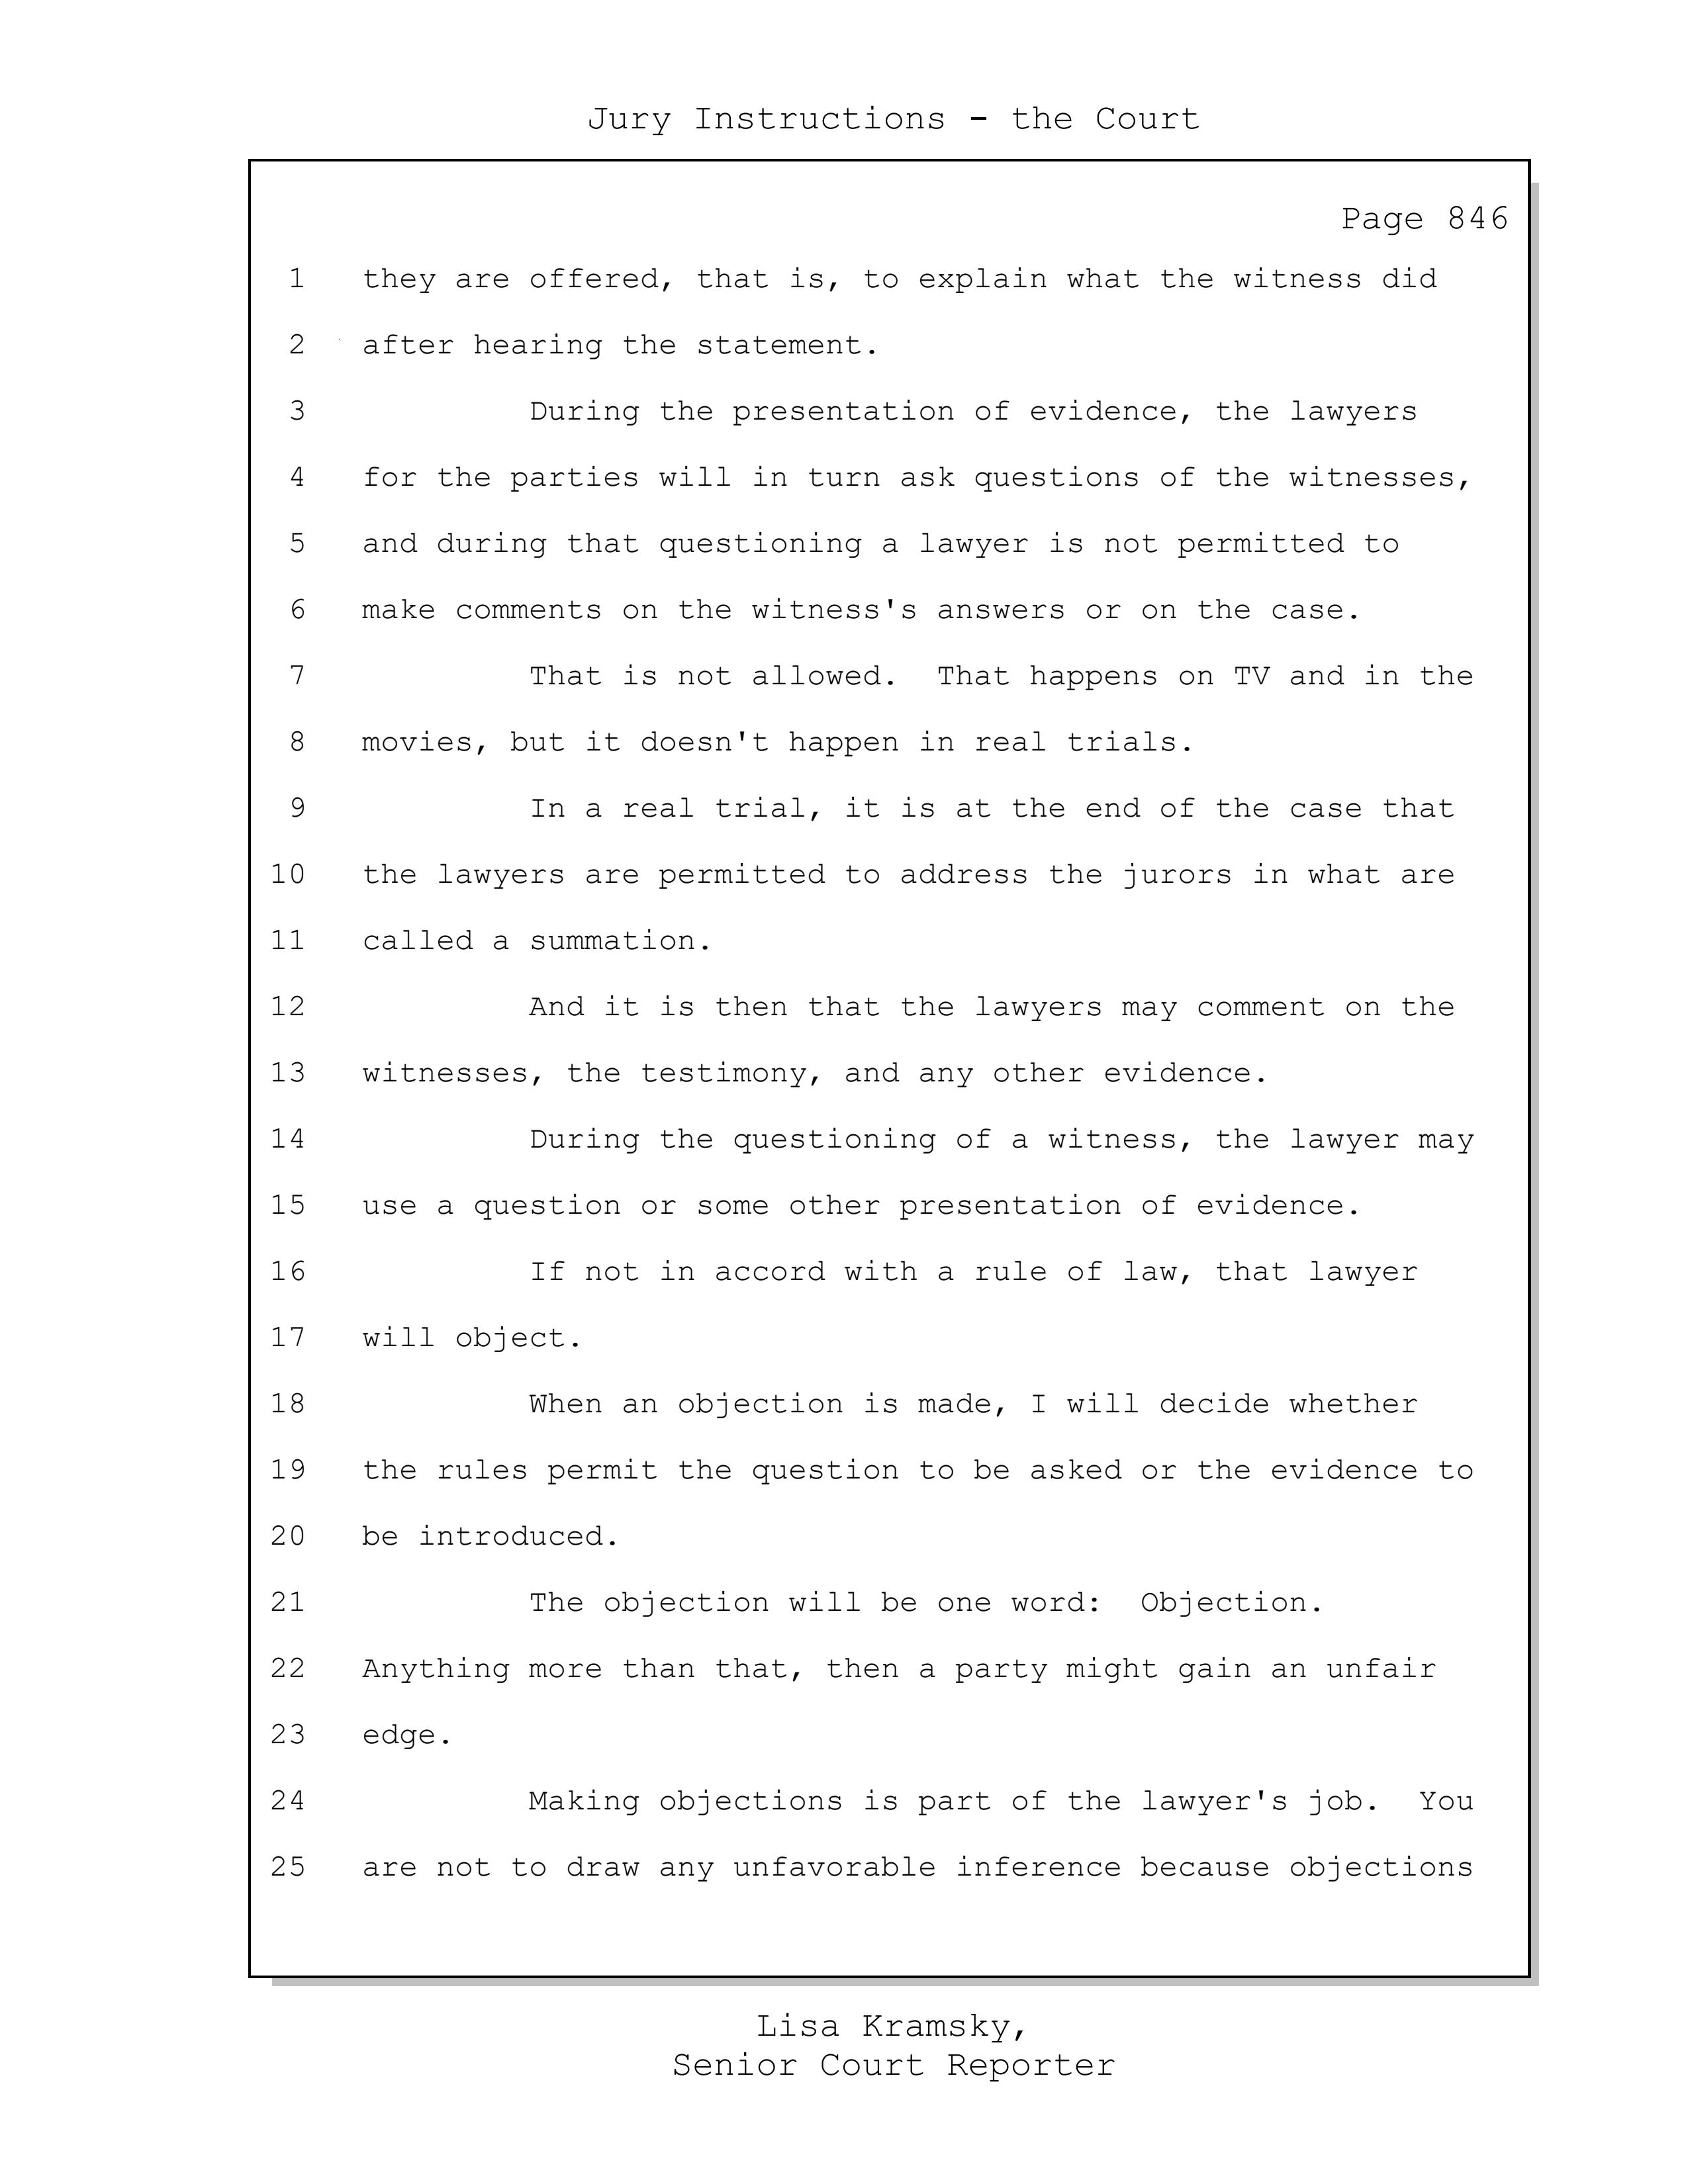 Jury Instructions - the Court
Page 846
1 they are offered, that is, to explain what the witness did
2 after hearing the statement.
3 During the presentation of evidence, the lawyers
4 for the parties will in turn ask questions of the witnesses,
5 and during that questioning a lawyer is not permitted to
6 make comments on the witness's answers or on the case.
7 That is not allowed.  That happens on TV and in the
8 movies, but it doesn't happen in real trials.
9 In a real trial, it is at the end of the case that
10 the lawyers are permitted to address the jurors in what are
11 called a summation.
12 And it is then that the lawyers may comment on the
13 witnesses, the testimony, and any other evidence.
14 During the questioning of a witness, the lawyer may
15 use a question or some other presentation of evidence.
16 If not in accord with a rule of law, that lawyer
17 will object.
18 When an objection is made, I will decide whether
19 the rules permit the question to be asked or the evidence to
20 be introduced.
21 The objection will be one word:  Objection.
22 Anything more than that, then a party might gain an unfair
23 edge.
24 Making objections is part of the lawyer's job.  You
25 are not to draw any unfavorable inference because objections
Lisa Kramsky,
Senior Court Reporter